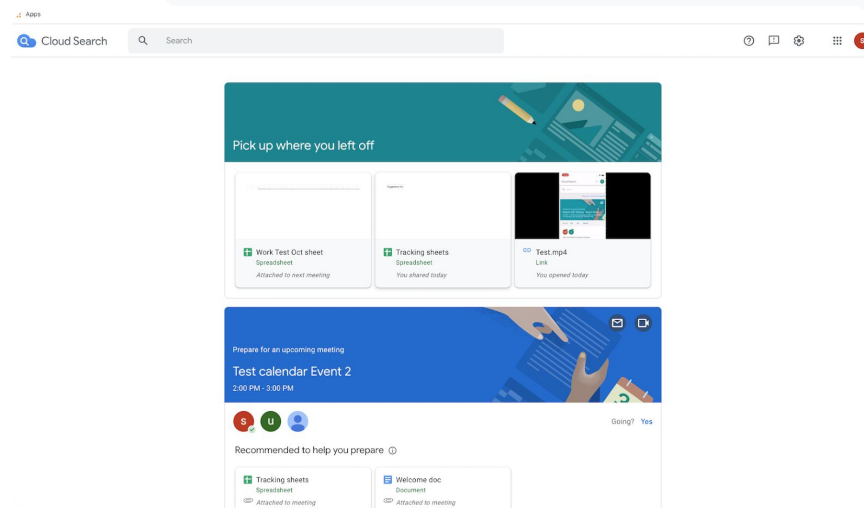 Apps
Cloud Search
Search
S
Pick up where you left off
Work Test Oct sheet
Spreadsheet
Attached to next meeting
Tracking sheets
Spreadsheet
You shared today
Test.mp4
Link
You opened today
Prepare for an upcoming meeting
Test calendar Event 2
2:00 PM - 3:00 PM
S
U
Going? Yes
Recommended to help you prepare
Tracking sheets
Spreadsheet
Attached to meeting
Welcome doc
Document
Attached to meeting